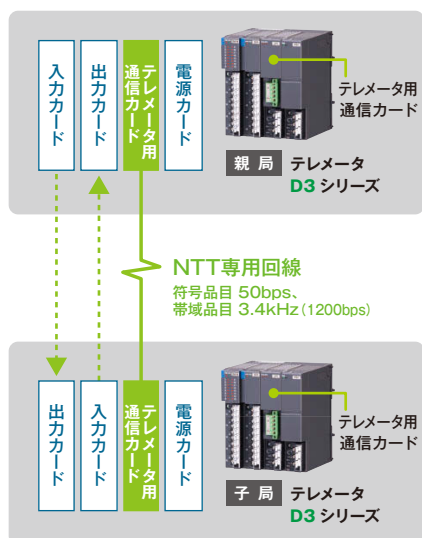 入力カード
出力カード
テレメータ用
通信カード
電源カード
テレメータ用
通信カード
親 局 テレメータ
D3 シリーズ
NTT専用回線
符号品目 50bps、
帯域品目 3.4kHz(1200bps)
出力カード
入力カード
テレメータ用
通信カード
電源カード
テレメータ用
通信カード
子 局 テレメータ
D3 シリーズ